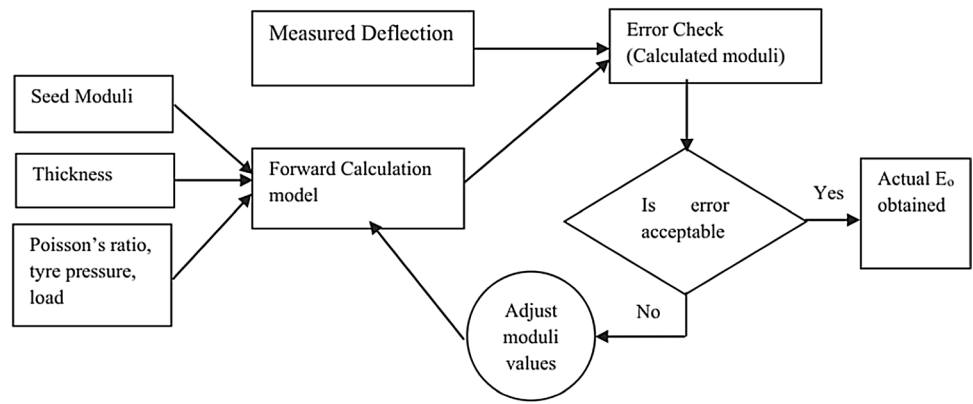 Measured Deflection
Error Check
(Calculated moduli)
Seed Moduli
Thickness
Poisson's ratio,
tyre pressure,
load
Forward Calculation
model
Is error
acceptable
Yes
Actual Eₒ
obtained
No
Adjust
moduli
values